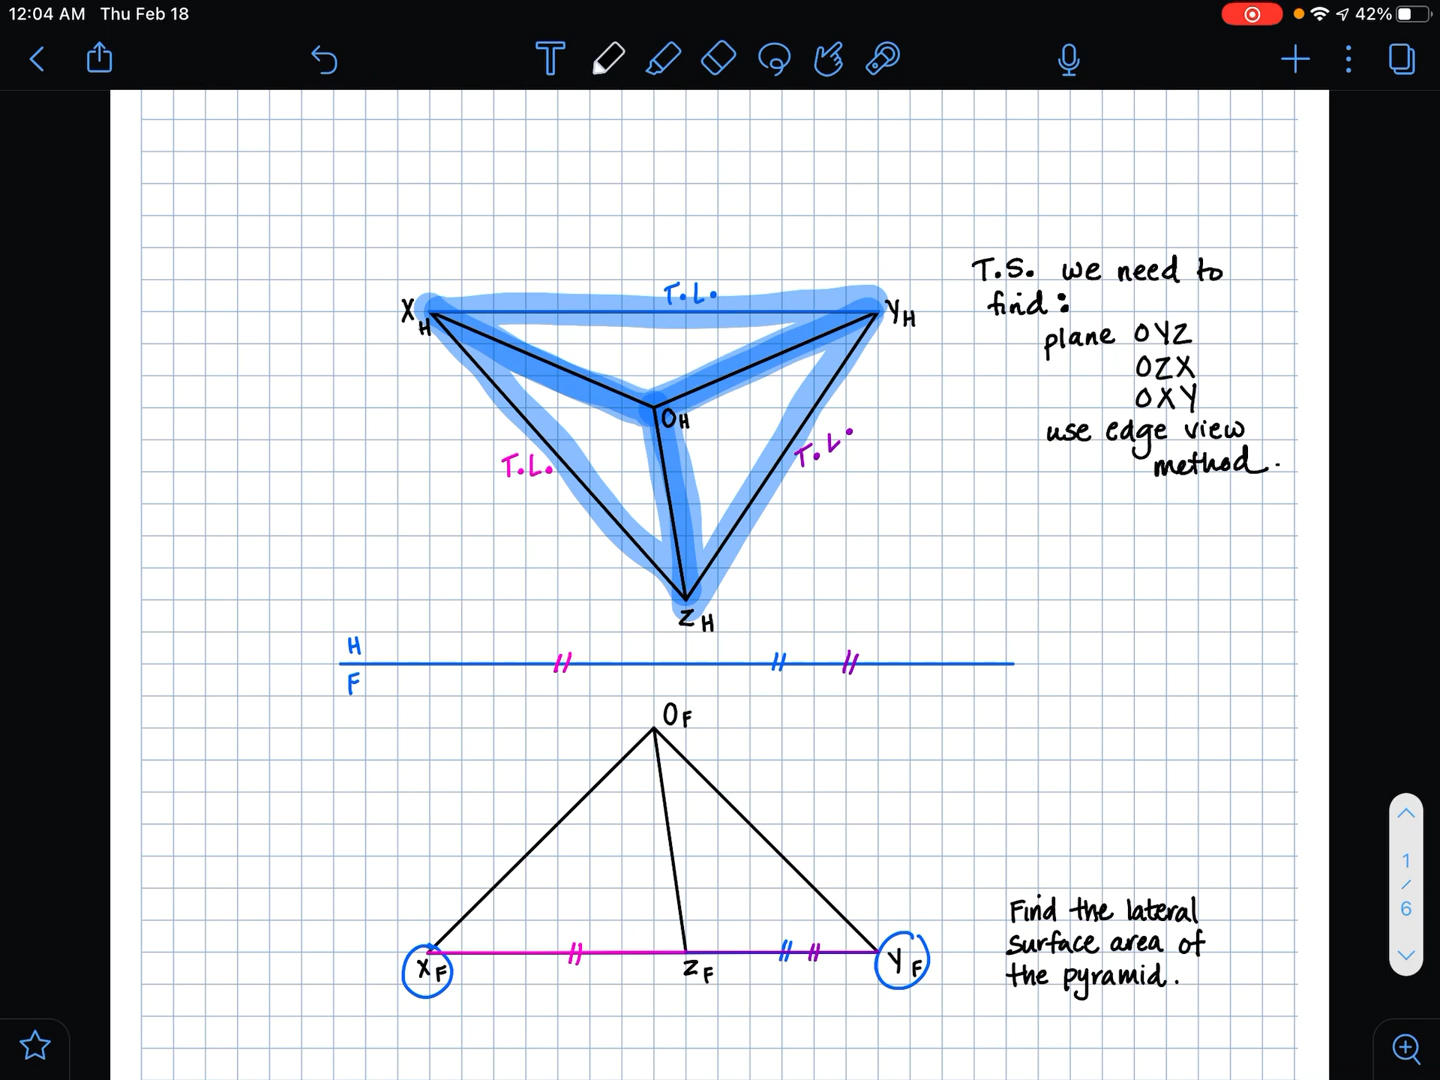 12:04 AM Thu Feb 18
42%
T
T.S. we need to
find:
plane OYZ
OZX
OXY
use edge view
method.
T.L.
XH
YH
OH
T.L.
T.L.
ZH
H
F
OF
XF
ZF
YF
Find the lateral
surface area of
the pyramid.
1
/
6